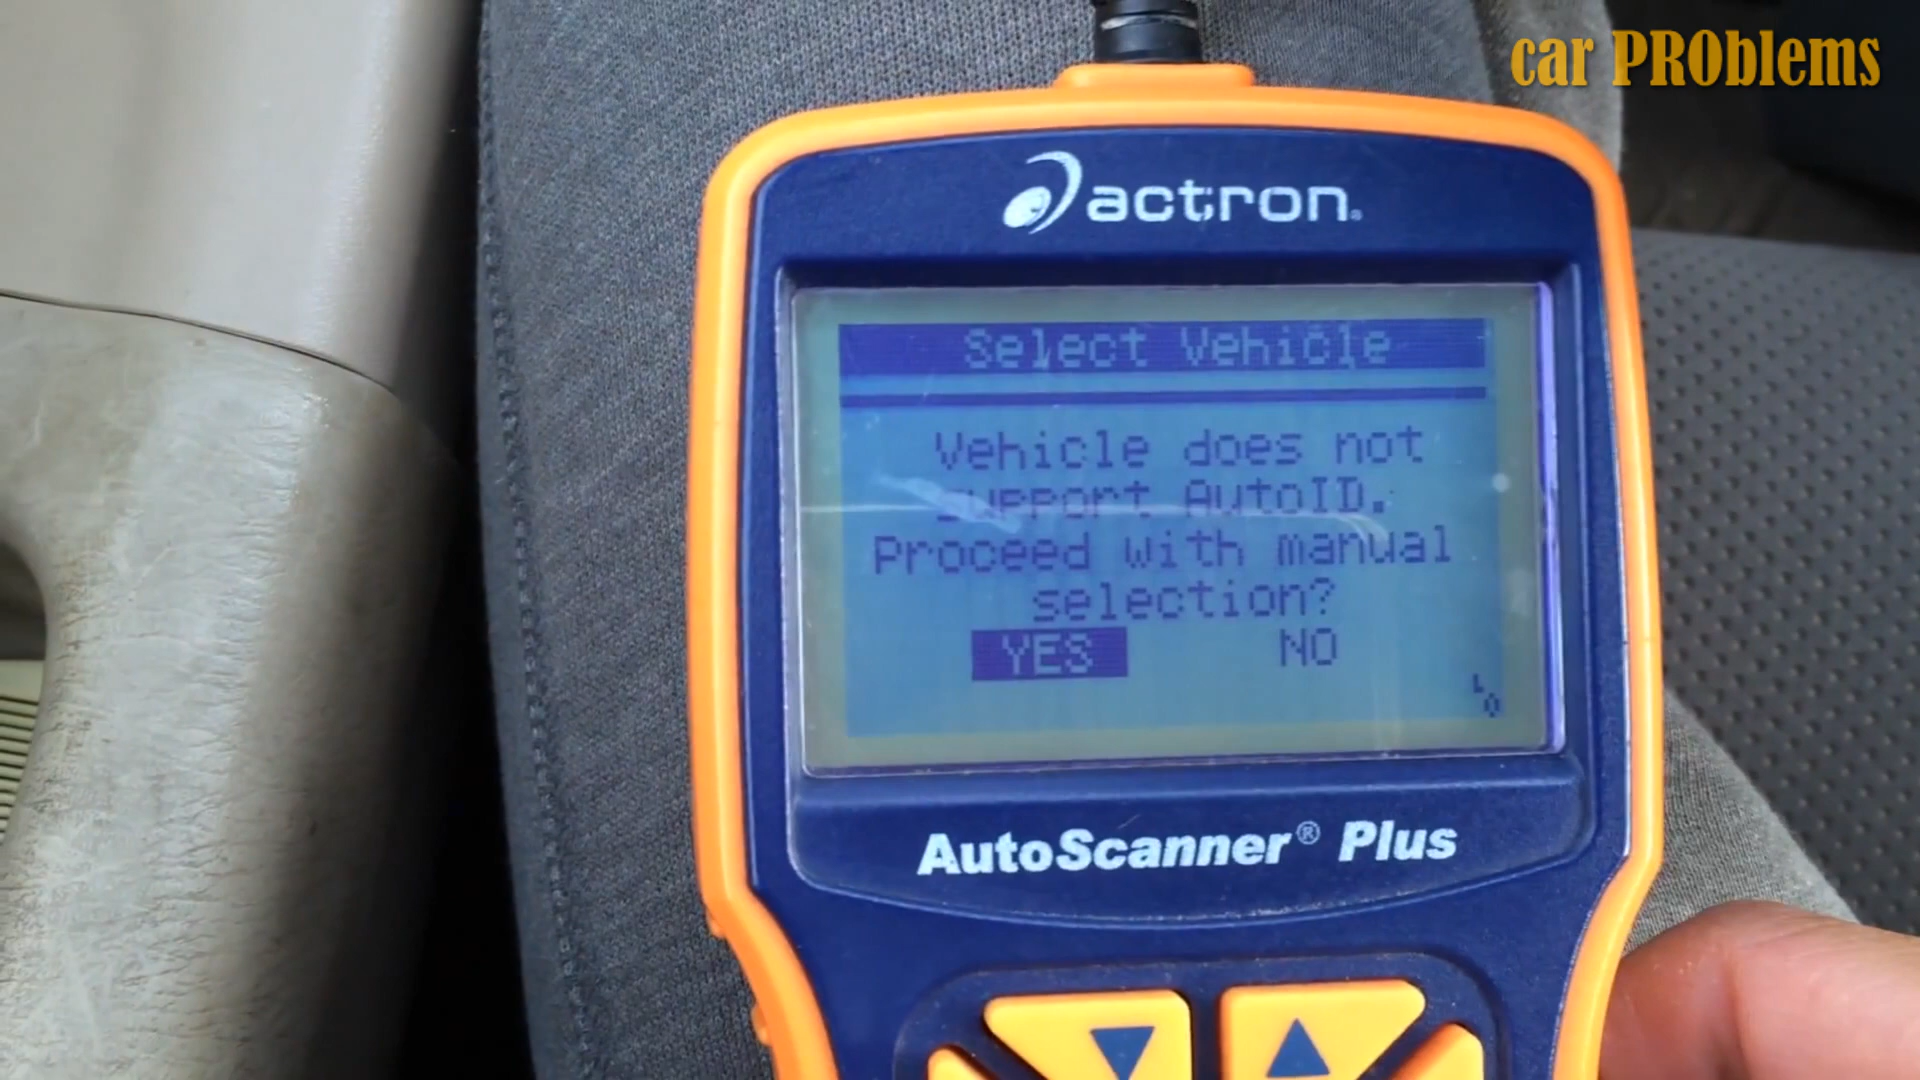 car PROblems
actron®
Select Vehicle
Vehicle does not
support AutoID.
Proceed with manual
selection?
YES NO
AutoScanner® Plus